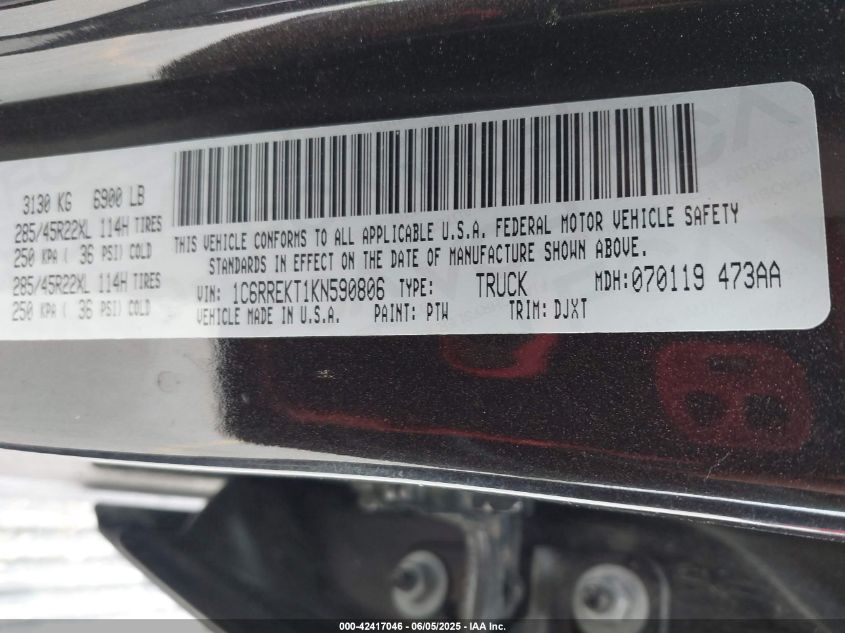 3130 KG 6900 LB
285/45R22XL 114H TIRES
250 KPA ( 36 PSI) COLD
285/45R22XL 114H TIRES
250 KPA ( 36 PSI) COLD
THIS VEHICLE CONFORMS TO ALL APPLICABLE U.S.A. FEDERAL MOTOR VEHICLE SAFETY
STANDARDS IN EFFECT ON THE DATE OF MANUFACTURE SHOWN ABOVE.
VIN: 1C6RREKT1KN590806 TYPE: TRUCK MDH:070119 473AA
VEHICLE MADE IN U.S.A. PAINT: PTW TRIM: DJXT
000-42417046 - 06/05/2025 - IAA Inc.